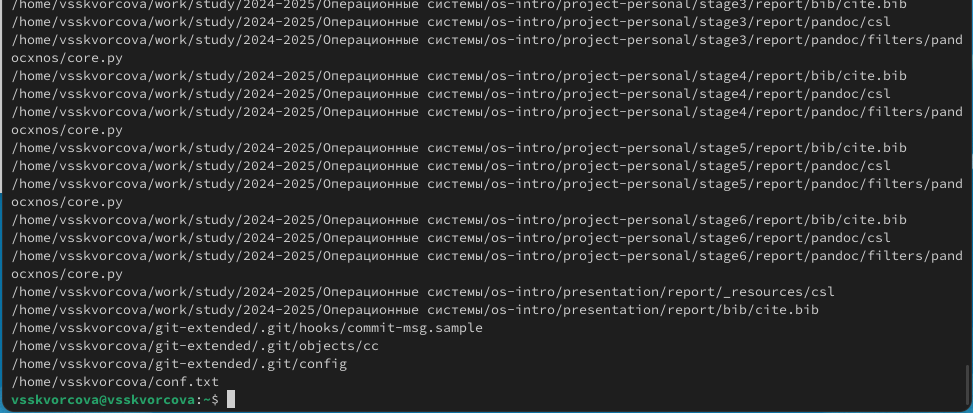 /home/vsskvorcova/work/study/2024-2025/Операционные системы/os-intro/project-personal/stage3/report/bib/cite.bib
/home/vsskvorcova/work/study/2024-2025/Операционные системы/os-intro/project-personal/stage3/report/pandoc/csl
/home/vsskvorcova/work/study/2024-2025/Операционные системы/os-intro/project-personal/stage3/report/pandoc/filters/pand
ocxnos/core.py
/home/vsskvorcova/work/study/2024-2025/Операционные системы/os-intro/project-personal/stage4/report/bib/cite.bib
/home/vsskvorcova/work/study/2024-2025/Операционные системы/os-intro/project-personal/stage4/report/pandoc/csl
/home/vsskvorcova/work/study/2024-2025/Операционные системы/os-intro/project-personal/stage4/report/pandoc/filters/pand
ocxnos/core.py
/home/vsskvorcova/work/study/2024-2025/Операционные системы/os-intro/project-personal/stage5/report/bib/cite.bib
/home/vsskvorcova/work/study/2024-2025/Операционные системы/os-intro/project-personal/stage5/report/pandoc/csl
/home/vsskvorcova/work/study/2024-2025/Операционные системы/os-intro/project-personal/stage5/report/pandoc/filters/pand
ocxnos/core.py
/home/vsskvorcova/work/study/2024-2025/Операционные системы/os-intro/project-personal/stage6/report/bib/cite.bib
/home/vsskvorcova/work/study/2024-2025/Операционные системы/os-intro/project-personal/stage6/report/pandoc/csl
/home/vsskvorcova/work/study/2024-2025/Операционные системы/os-intro/project-personal/stage6/report/pandoc/filters/pand
ocxnos/core.py
/home/vsskvorcova/work/study/2024-2025/Операционные системы/os-intro/presentation/report/_resources/csl
/home/vsskvorcova/work/study/2024-2025/Операционные системы/os-intro/presentation/report/bib/cite.bib
/home/vsskvorcova/git-extended/.git/hooks/commit-msg.sample
/home/vsskvorcova/git-extended/.git/objects/cc
/home/vsskvorcova/git-extended/.git/config
/home/vsskvorcova/conf.txt
vsskvorcova@vsskvorcova:~$